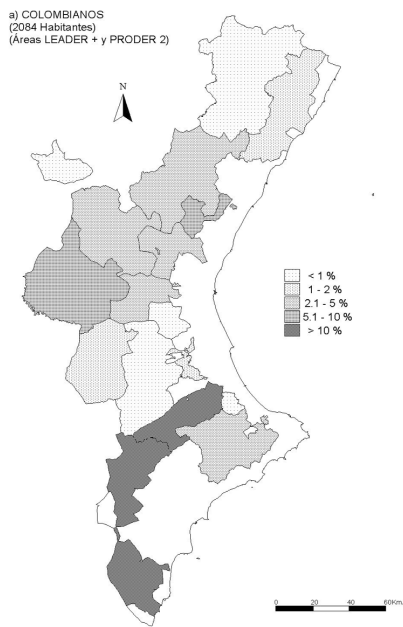 a) COLOMBIANOS
(2084 Habitantes)
(Áreas LEADER + y PRODER 2)
N
< 1 %
1 - 2 %
2.1 - 5 %
5.1 - 10 %
> 10 %
0 20 40 60Km.